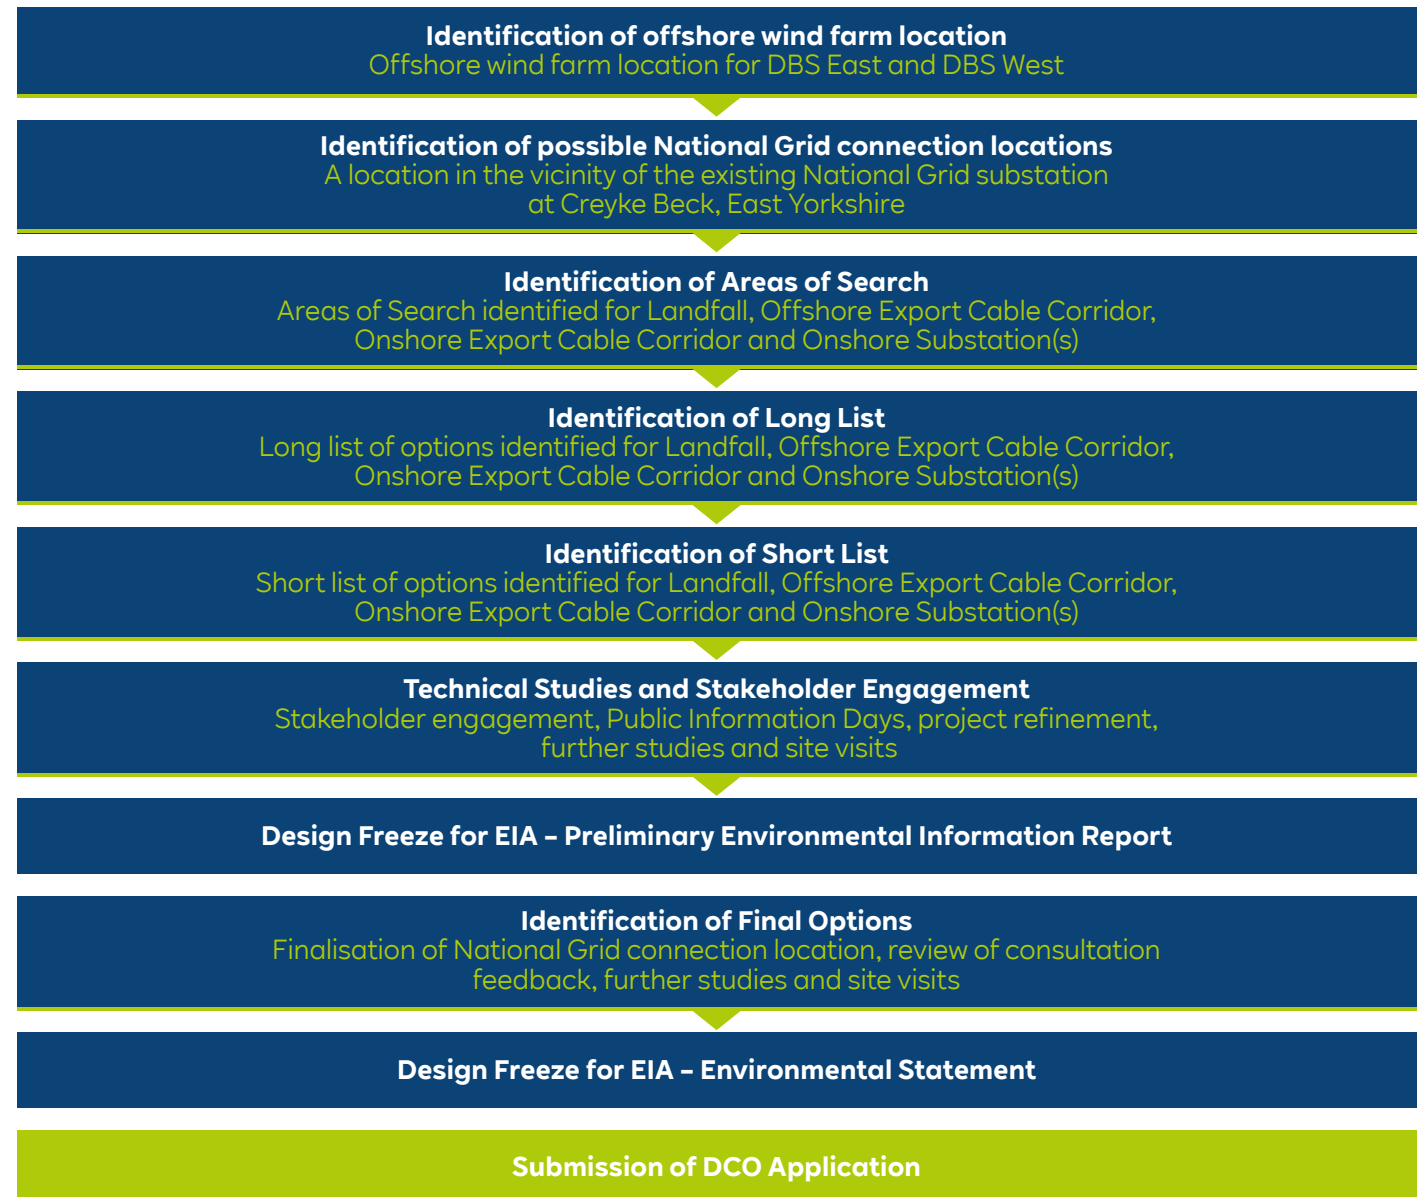 Identification of offshore wind farm location
Offshore wind farm location for DBS East and DBS West
Identification of possible National Grid connection locations
A location in the vicinity of the existing National Grid substation
at Creyke Beck, East Yorkshire
Identification of Areas of Search
Areas of Search identified for Landfall, Offshore Export Cable Corridor,
Onshore Export Cable Corridor and Onshore Substation(s)
Identification of Long List
Long list of options identified for Landfall, Offshore Export Cable Corridor,
Onshore Export Cable Corridor and Onshore Substation(s)
Identification of Short List
Short list of options identified for Landfall, Offshore Export Cable Corridor,
Onshore Export Cable Corridor and Onshore Substation(s)
Technical Studies and Stakeholder Engagement
Stakeholder engagement, Public Information Days, project refinement,
further studies and site visits
Design Freeze for EIA – Preliminary Environmental Information Report
Identification of Final Options
Finalisation of National Grid connection location, review of consultation
feedback, further studies and site visits
Design Freeze for EIA – Environmental Statement
Submission of DCO Application